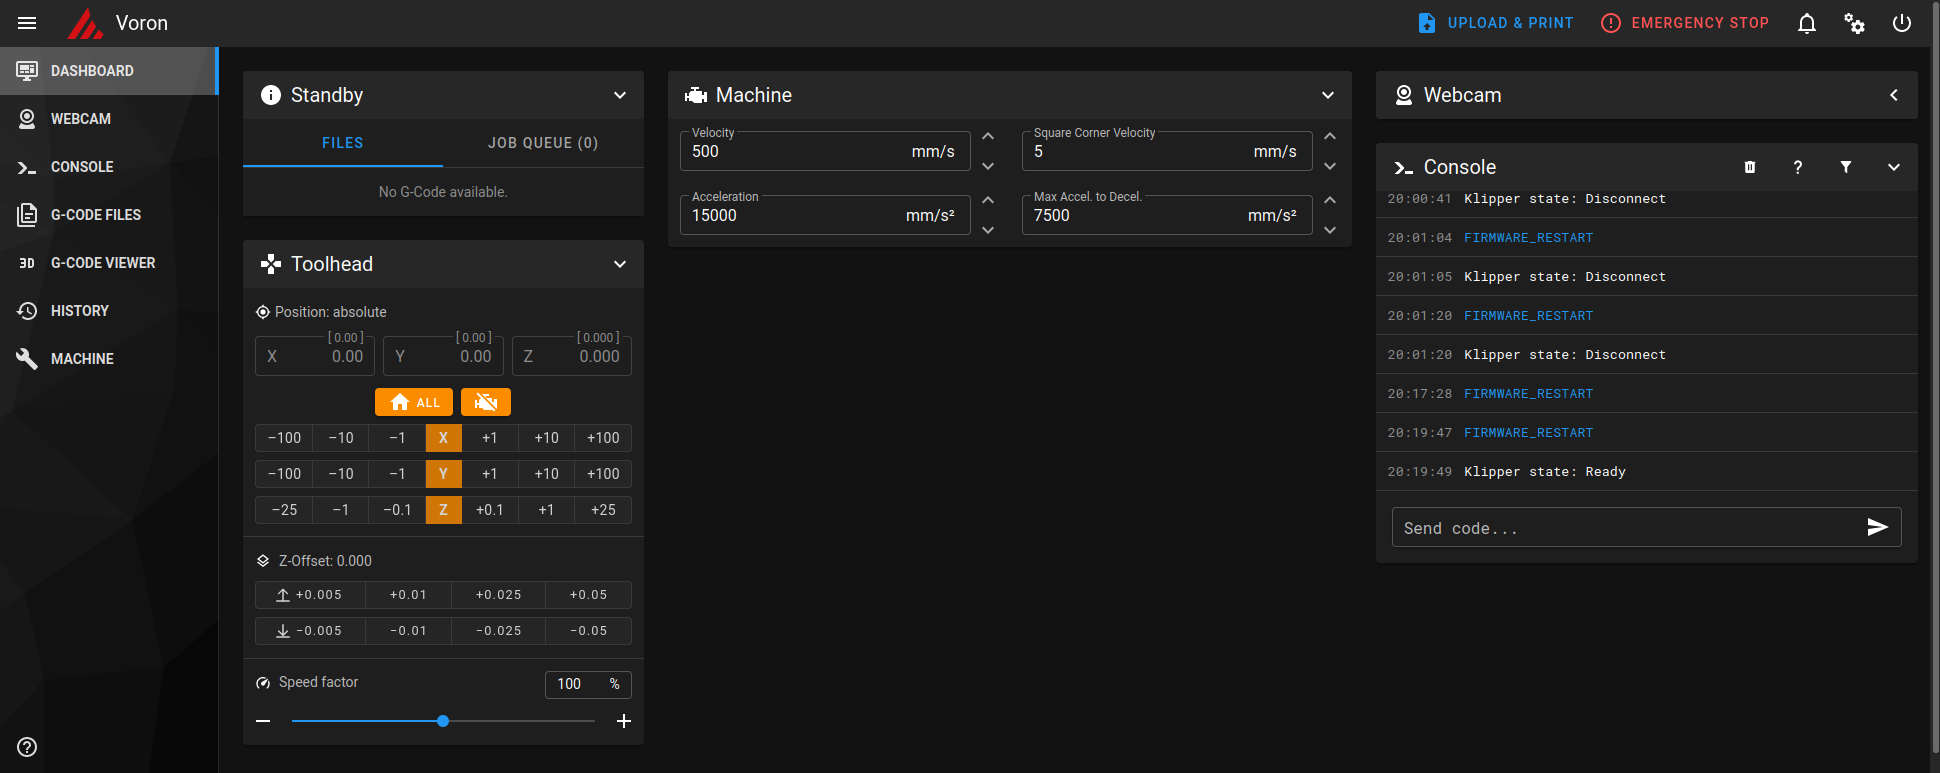 Voron
UPLOAD & PRINT
EMERGENCY STOP
DASHBOARD
WEBCAM
CONSOLE
G-CODE FILES
3D G-CODE VIEWER
HISTORY
MACHINE
Standby
FILES
JOB QUEUE (0)
No G-Code available.
Toolhead
Position: absolute
[ 0.00 ] [ 0.00 ] [ 0.000 ]
X 0.00 Y 0.00 Z 0.000
ALL
−100 −10 −1 X +1 +10 +100
−100 −10 −1 Y +1 +10 +100
−25 −1 −0.1 Z +0.1 +1 +25
Z-Offset: 0.000
+0.005 +0.01 +0.025 +0.05
−0.005 −0.01 −0.025 −0.05
Speed factor 100 %
Machine
Velocity
500 mm/s
Square Corner Velocity
5 mm/s
Acceleration
15000 mm/s²
Max Accel. to Decel.
7500 mm/s²
Webcam
Console
?
20:00:41 Klipper state: Disconnect
20:01:04 FIRMWARE_RESTART
20:01:05 Klipper state: Disconnect
20:01:20 FIRMWARE_RESTART
20:01:20 Klipper state: Disconnect
20:17:28 FIRMWARE_RESTART
20:19:47 FIRMWARE_RESTART
20:19:49 Klipper state: Ready
Send code...